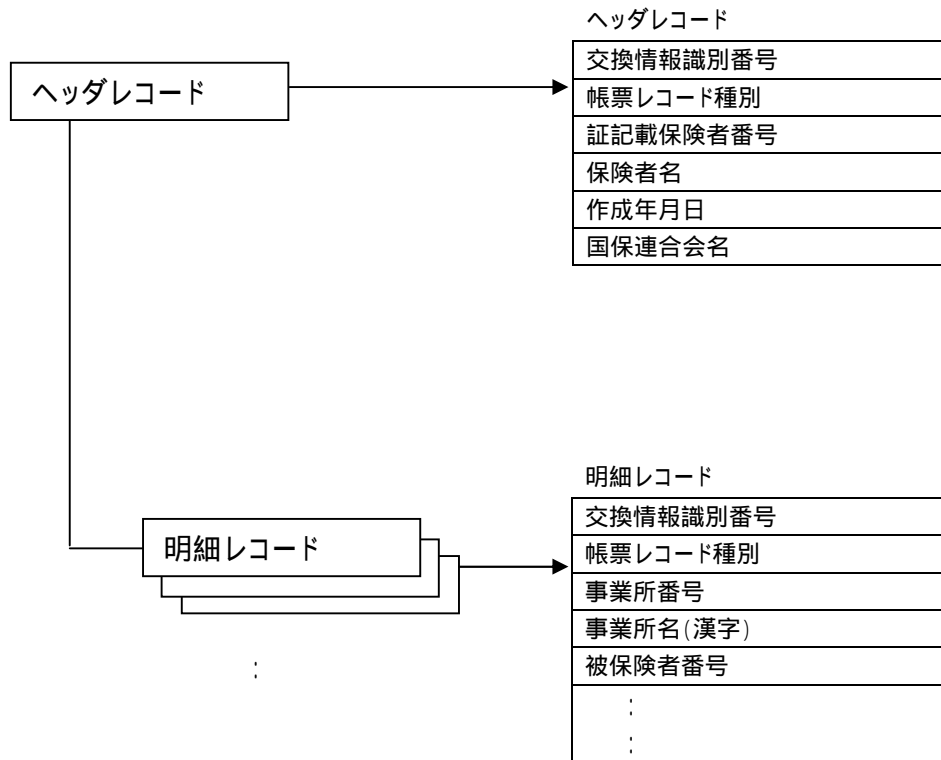 ヘッダレコード
ヘッダレコード
交換情報識別番号
帳票レコード種別
証記載保険者番号
保険者名
作成年月日
国保連合会名
明細レコード
明細レコード
交換情報識別番号
帳票レコード種別
事業所番号
事業所名(漢字)
被保険者番号
:
:
: